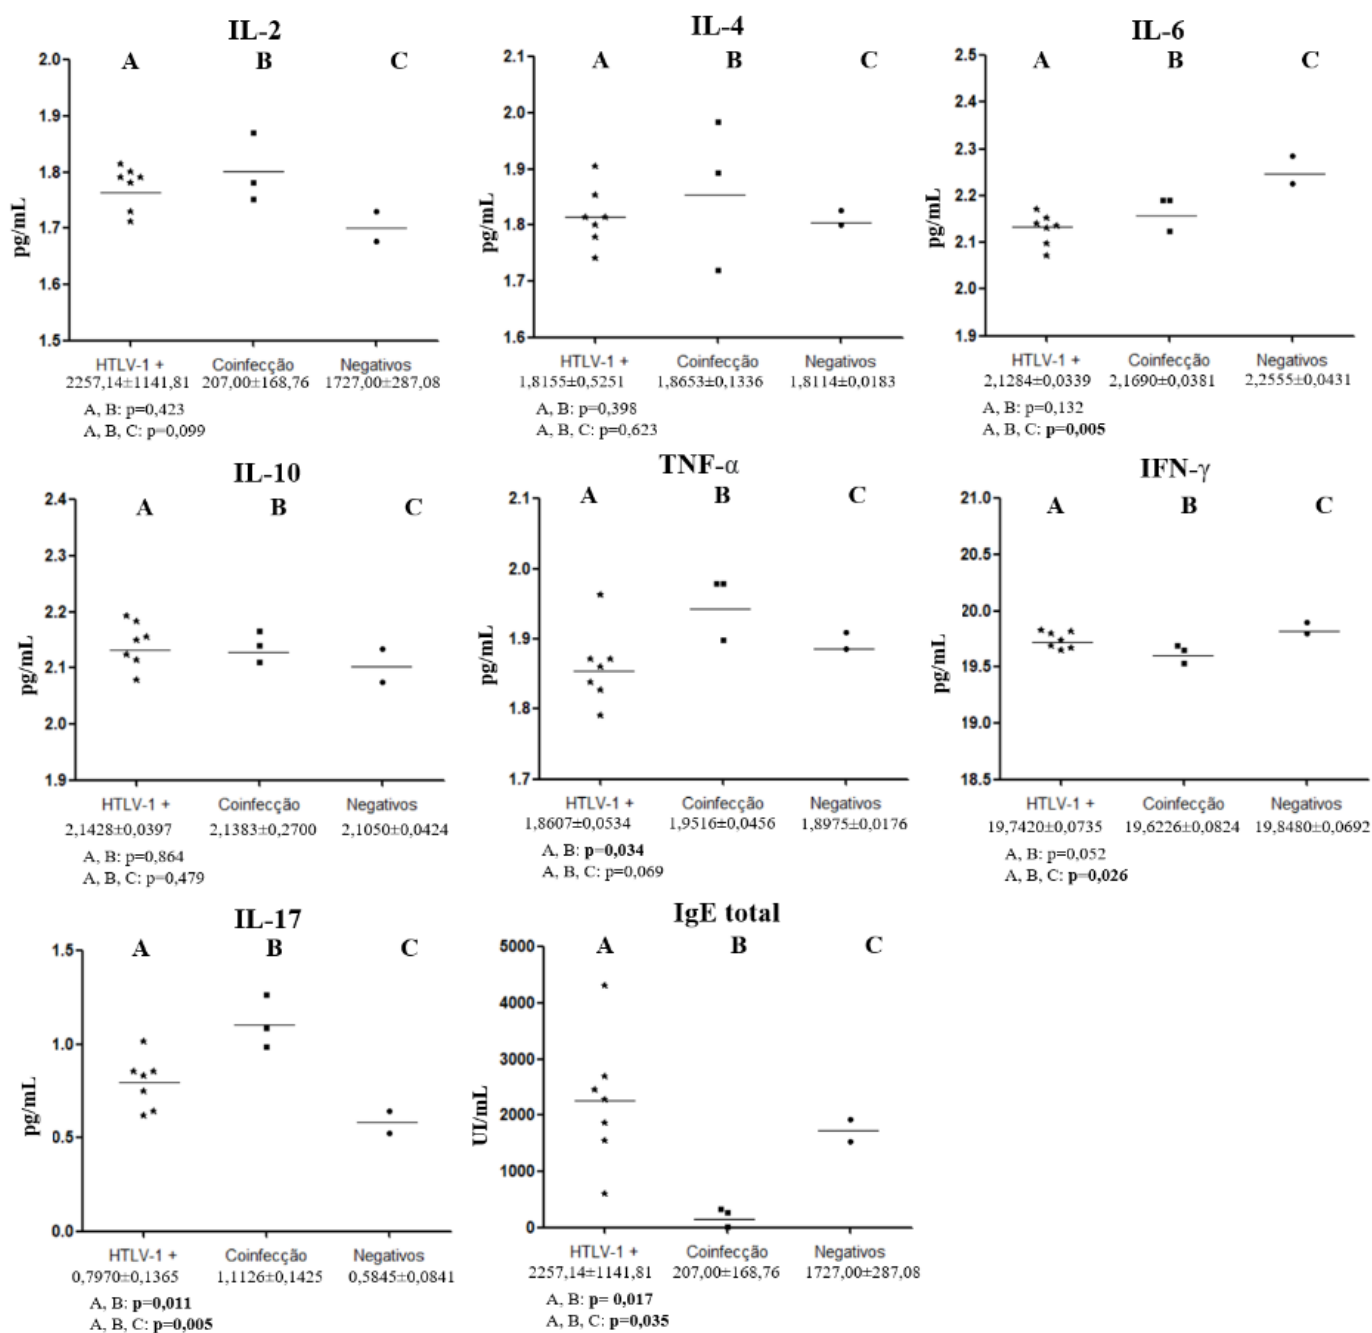 IL-2
A B C
2.0
1.9
1.8
1.7
1.6
1.5
pg/mL
HTLV-1 + Coinfecção Negativos
2257,14±1141,81 207,00±168,76 1727,00±287,08
A, B: p=0,423
A, B, C: p=0,099
IL-4
A B C
2.1
2.0
1.9
1.8
1.7
1.6
pg/mL
HTLV-1 + Coinfecção Negativos
1,8155±0,5251 1,8653±0,1336 1,8114±0,0183
A, B: p=0,398
A, B, C: p=0,623
IL-6
A B C
2.5
2.4
2.3
2.2
2.1
2.0
1.9
pg/mL
HTLV-1 + Coinfecção Negativos
2,1284±0,0339 2,1690±0,0381 2,2555±0,0431
A, B: p=0,132
A, B, C: p=0,005
IL-10
A B C
2.4
2.3
2.2
2.1
2.0
1.9
pg/mL
HTLV-1 + Coinfecção Negativos
2,1428±0,0397 2,1383±0,2700 2,1050±0,0424
A, B: p=0,864
A, B, C: p=0,479
TNF-α
A B C
2.1
2.0
1.9
1.8
1.7
pg/mL
HTLV-1 + Coinfecção Negativos
1,8607±0,0534 1,9516±0,0456 1,8975±0,0176
A, B: p=0,034
A, B, C: p=0,069
IFN-γ
A B C
21.0
20.5
20.0
19.5
19.0
18.5
pg/mL
HTLV-1 + Coinfecção Negativos
19,7420±0,0735 19,6226±0,0824 19,8480±0,0692
A, B: p=0,052
A, B, C: p=0,026
IL-17
A B C
1.5
1.0
0.5
0.0
pg/mL
HTLV-1 + Coinfecção Negativos
0,7970±0,1365 1,1126±0,1425 0,5845±0,0841
A, B: p=0,011
A, B, C: p=0,005
IgE total
A B C
5000
4000
3000
2000
1000
0
UI/mL
HTLV-1 + Coinfecção Negativos
2257,14±1141,81 207,00±168,76 1727,00±287,08
A, B: p= 0,017
A, B, C: p=0,035